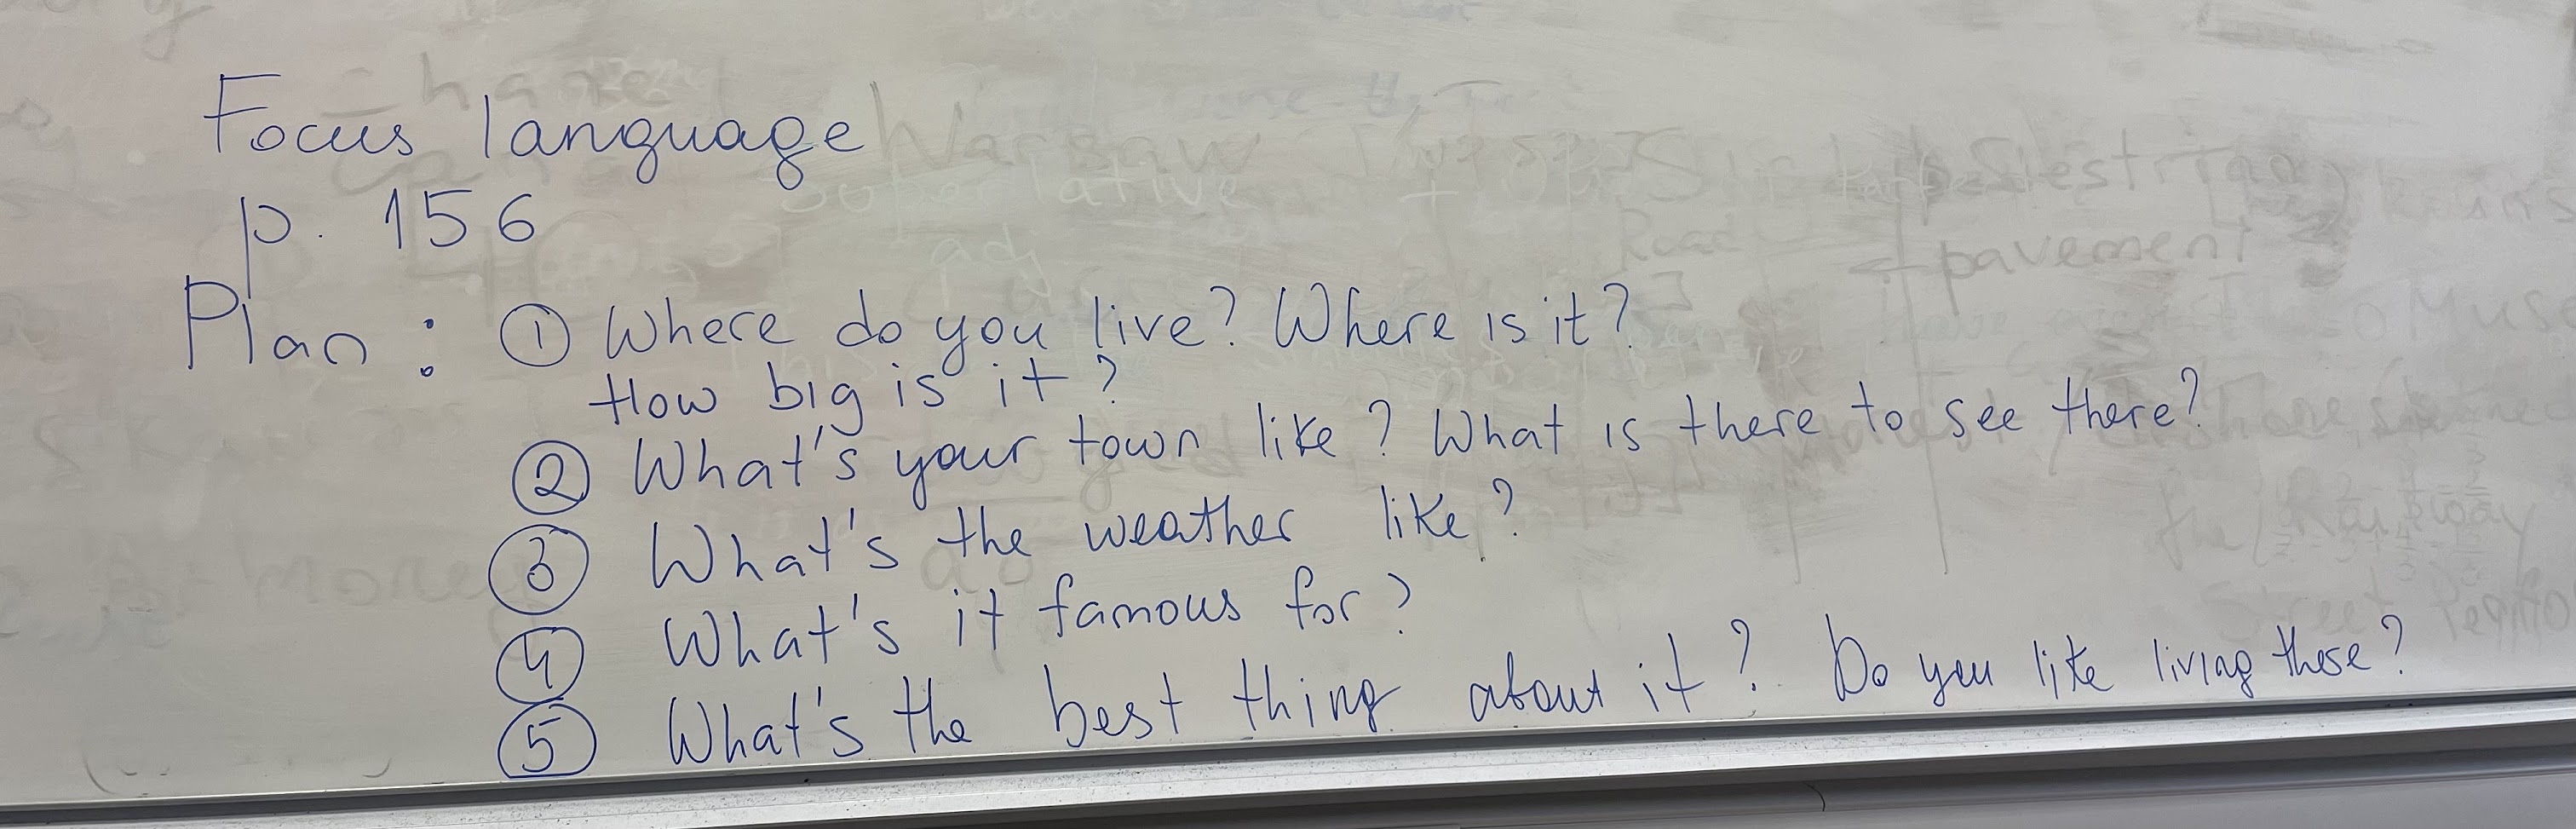 Focus language
p. 156
Plan: ① Where do you live? Where is it?
How big is it?
② What's your town like? What is there to see there?
③ What's the weather like?
④ What's it famous for?
⑤ What's the best thing about it? Do you like living there?